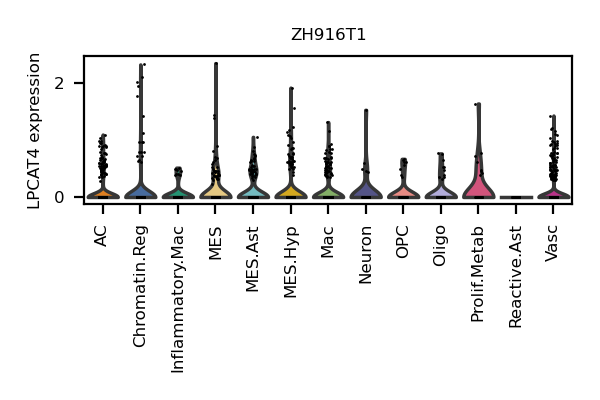 ZH916T1
LPCAT4 expression
2
0
AC
Chromatin.Reg
Inflammatory.Mac
MES
MES.Ast
MES.Hyp
Mac
Neuron
OPC
Oligo
Prolif.Metab
Reactive.Ast
Vasc